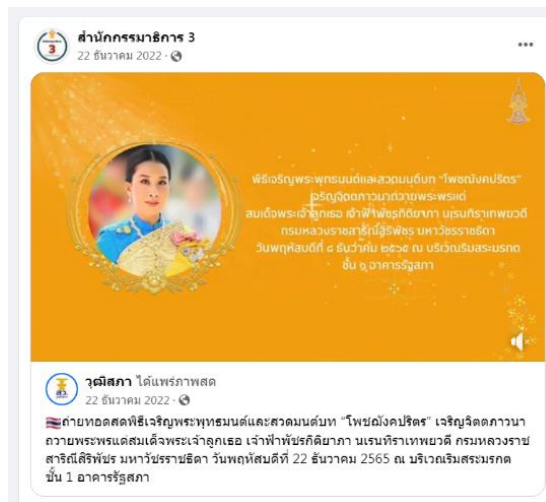 สำนักกรรมาธิการ 3
22 ธันวาคม 2022
พิธีเจริญพระพุทธมนต์และสวดมนต์บท “โพชฌังคปริตร”
เจริญจิตตภาวนาถวายพระพรแด่
สมเด็จพระเจ้าลูกเธอ เจ้าฟ้าพัชรกิติยาภา นเรนทิราเทพยวดี
กรมหลวงราชสาริณีสิริพัชร มหาวัชรราชธิดา
วันพฤหัสบดีที่ ธันวาคม ๒๕๖๕ ณ บริเวณริมสระมรกต
ชั้น ๑ อาคารรัฐสภา
วุฒิสภา ได้แพร่ภาพสด
22 ธันวาคม 2022
ถ่ายทอดสดพิธีเจริญพระพุทธมนต์และสวดมนต์บท “โพชฌังคปริตร” เจริญจิตตภาวนา
ถวายพระพรแด่สมเด็จพระเจ้าลูกเธอ เจ้าฟ้าพัชรกิติยาภา นเรนทิราเทพยวดี กรมหลวงราช
สาริณีสิริพัชร มหาวัชรราชธิดา วันพฤหัสบดีที่ 22 ธันวาคม 2565 ณ บริเวณริมสระมรกต
ชั้น 1 อาคารรัฐสภา